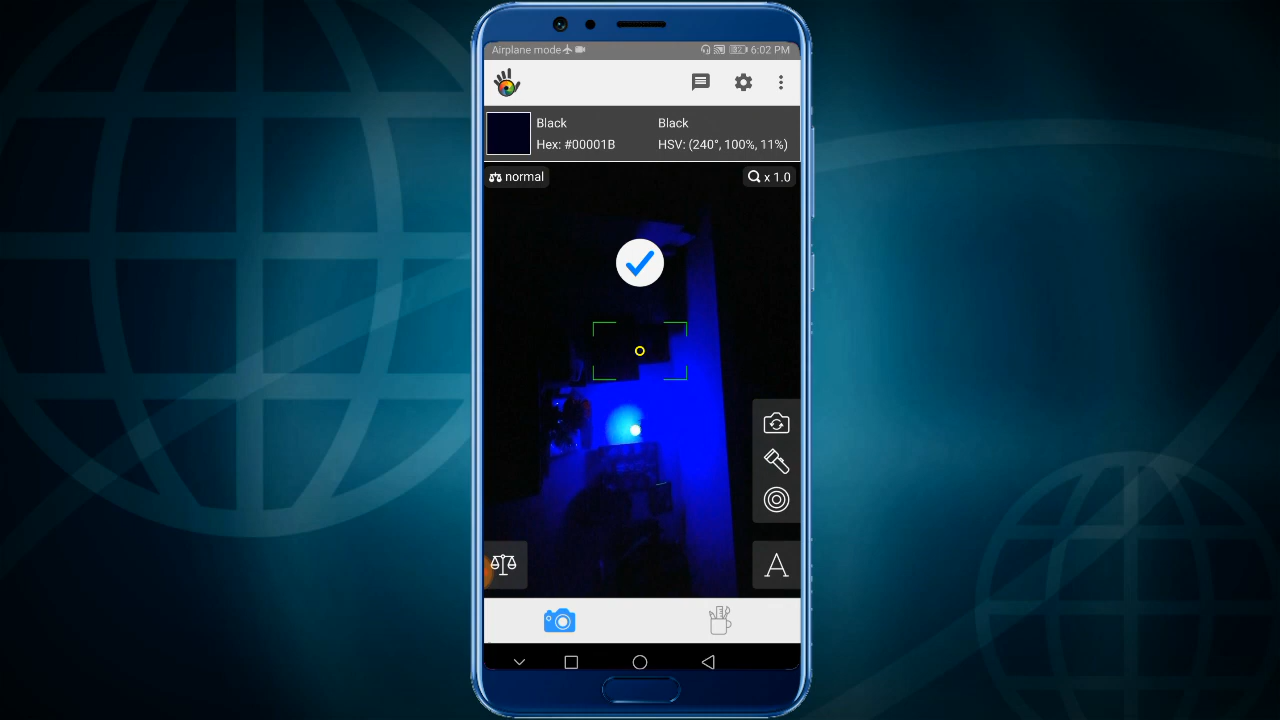 Airplane mode 6:02 PM
Black Black
Hex: #00001B HSV: (240°, 100%, 11%)
normal x 1.0
A